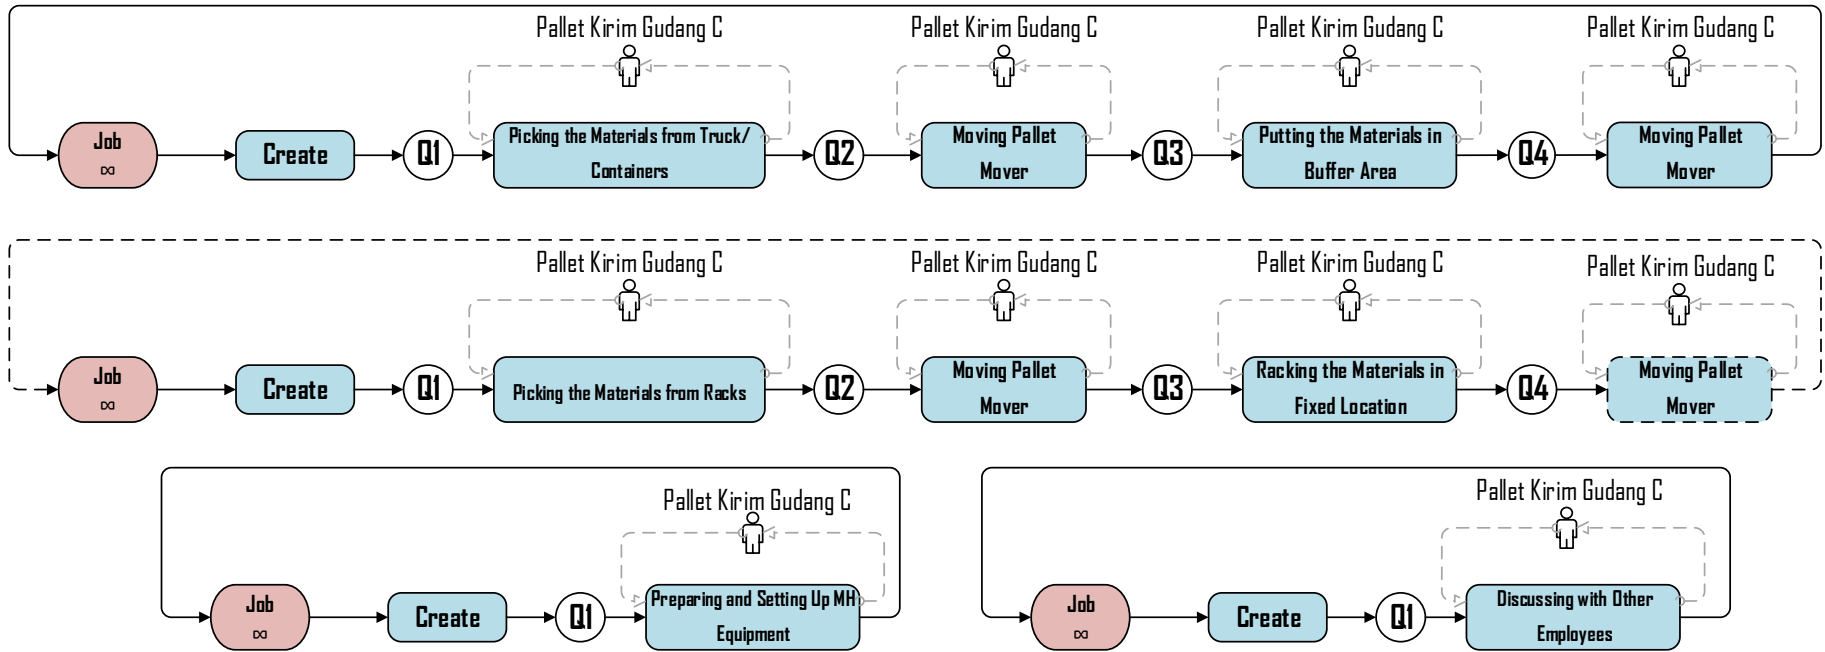 Pallet Kirim Gudang C
Pallet Kirim Gudang C
Pallet Kirim Gudang C
Pallet Kirim Gudang C
Job
∞
Create
Q1
Picking the Materials from Truck/
Containers
Q2
Moving Pallet
Mover
Q3
Putting the Materials in
Buffer Area
Q4
Moving Pallet
Mover
Pallet Kirim Gudang C
Pallet Kirim Gudang C
Pallet Kirim Gudang C
Pallet Kirim Gudang C
Job
∞
Create
Q1
Picking the Materials from Racks
Q2
Moving Pallet
Mover
Q3
Racking the Materials in
Fixed Location
Q4
Moving Pallet
Mover
Pallet Kirim Gudang C
Job
∞
Create
Q1
Preparing and Setting Up MH
Equipment
Pallet Kirim Gudang C
Job
∞
Create
Q1
Discussing with Other
Employees